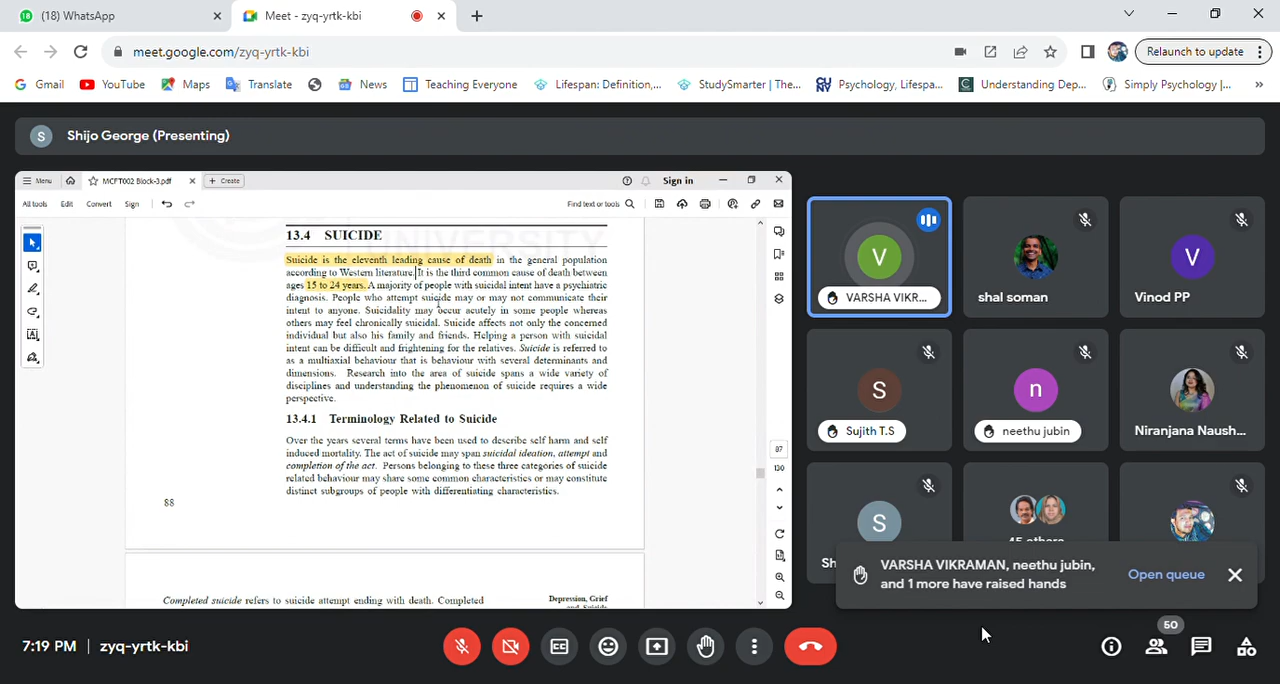 (18) WhatsApp
Meet - zyq-yrtk-kbi
meet.google.com/zyq-yrtk-kbi
Relaunch to update
Gmail
YouTube
Maps
Translate
News
Teaching Everyone
Lifespan: Definition,...
StudySmarter | The...
Psychology, Lifespa...
Understanding Dep...
Simply Psychology |...
S
Shijo George (Presenting)
Menu
MCFT002 Block-3.pdf
Create
Sign in
All tools
Edit
Convert
Sign
Find text or tools
UNIVERSITY
13.4 SUICIDE
Suicide is the eleventh leading cause of death in the general population
according to Western literature. It is the third common cause of death between
ages 15 to 24 years. A majority of people with suicidal intent have a psychiatric
diagnosis. People who attempt suicide may or may not communicate their
intent to anyone. Suicidality may occur acutely in some people whereas
others may feel chronically suicidal. Suicide affects not only the concerned
individual but also his family and friends. Helping a person with suicidal
intent can be difficult and frightening for the relatives. Suicide is referred to
as a multiaxial behaviour that is behaviour with several determinants and
dimensions. Research into the area of suicide spans a wide variety of
disciplines and understanding the phenomenon of suicide requires a wide
perspective.
13.4.1 Terminology Related to Suicide
Over the years several terms have been used to describe self harm and self
induced mortality. The act of suicide may span suicidal ideation, attempt and
completion of the act. Persons belonging to these three categories of suicide
related behaviour may share some common characteristics or may constitute
distinct subgroups of people with differentiating characteristics.
88
Completed suicide refers to suicide attempt ending with death. Completed
Depression, Grief
and Suicide
87
130
V
VARSHA VIKR...
shal soman
V
Vinod PP
S
Sujith T.S
n
neethu jubin
Niranjana Naush...
S
Sh
45 others
VARSHA VIKRAMAN, neethu jubin,
and 1 more have raised hands
Open queue
7:19 PM
zyq-yrtk-kbi
50